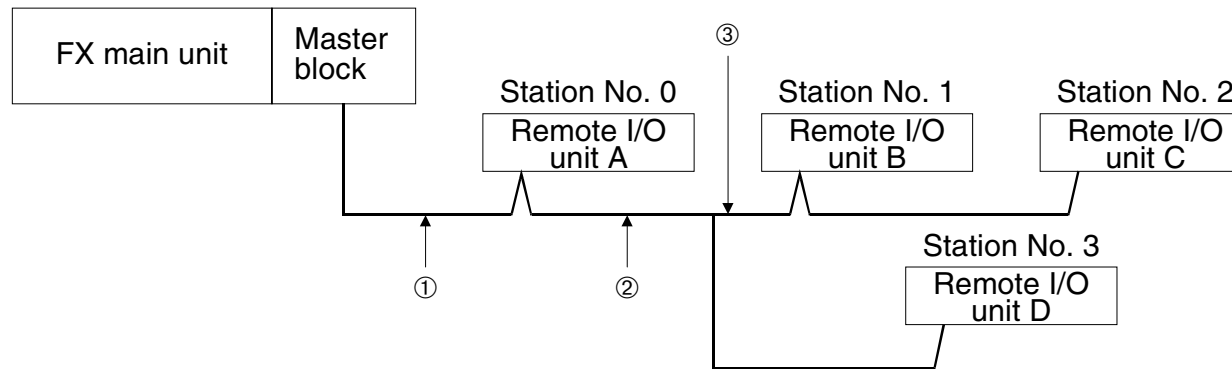 FX main unit
Master
block
③
Station No. 0
Remote I/O
unit A
Station No. 1
Remote I/O
unit B
Station No. 2
Remote I/O
unit C
①
②
Station No. 3
Remote I/O
unit D